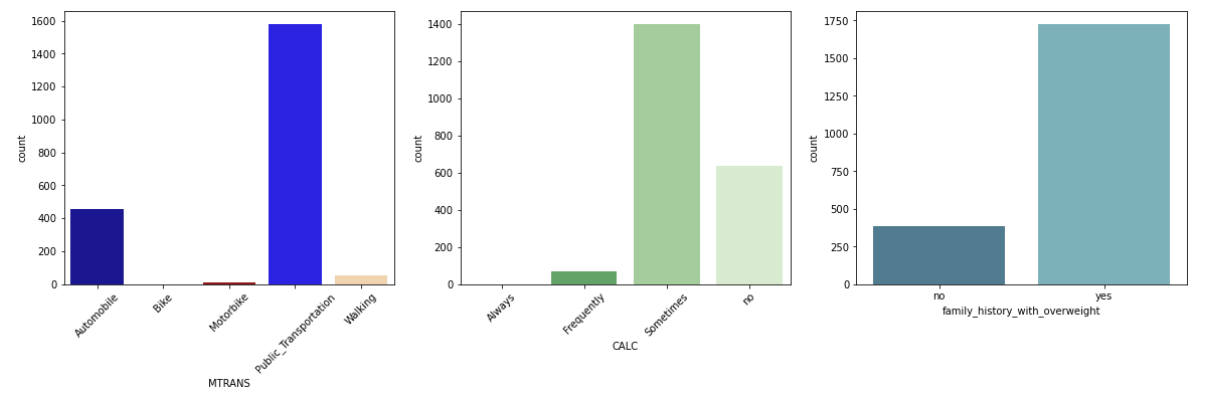 count
1600
1400
1200
1000
800
600
400
200
0
Automobile
Bike
Motorbike
Public_Transportation
Walking
MTRANS
count
1400
1200
1000
800
600
400
200
0
Always
Frequently
Sometimes
no
CALC
count
1750
1500
1250
1000
750
500
250
0
no
yes
family_history_with_overweight